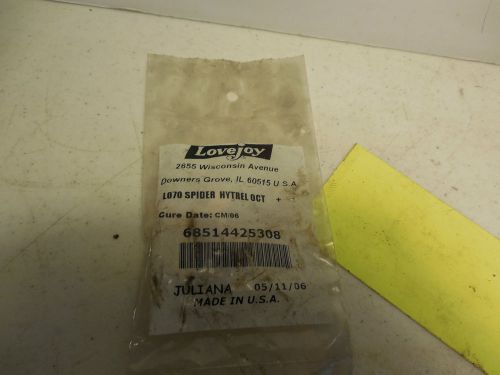 Lovejoy
2655 Wisconsin Avenue
Downers Grove, IL 60515 U S A
L070 SPIDER HYTREL OCT + -
Cure Date: CM/06
68514425308
JULIANA 05/11/06
MADE IN U.S.A.